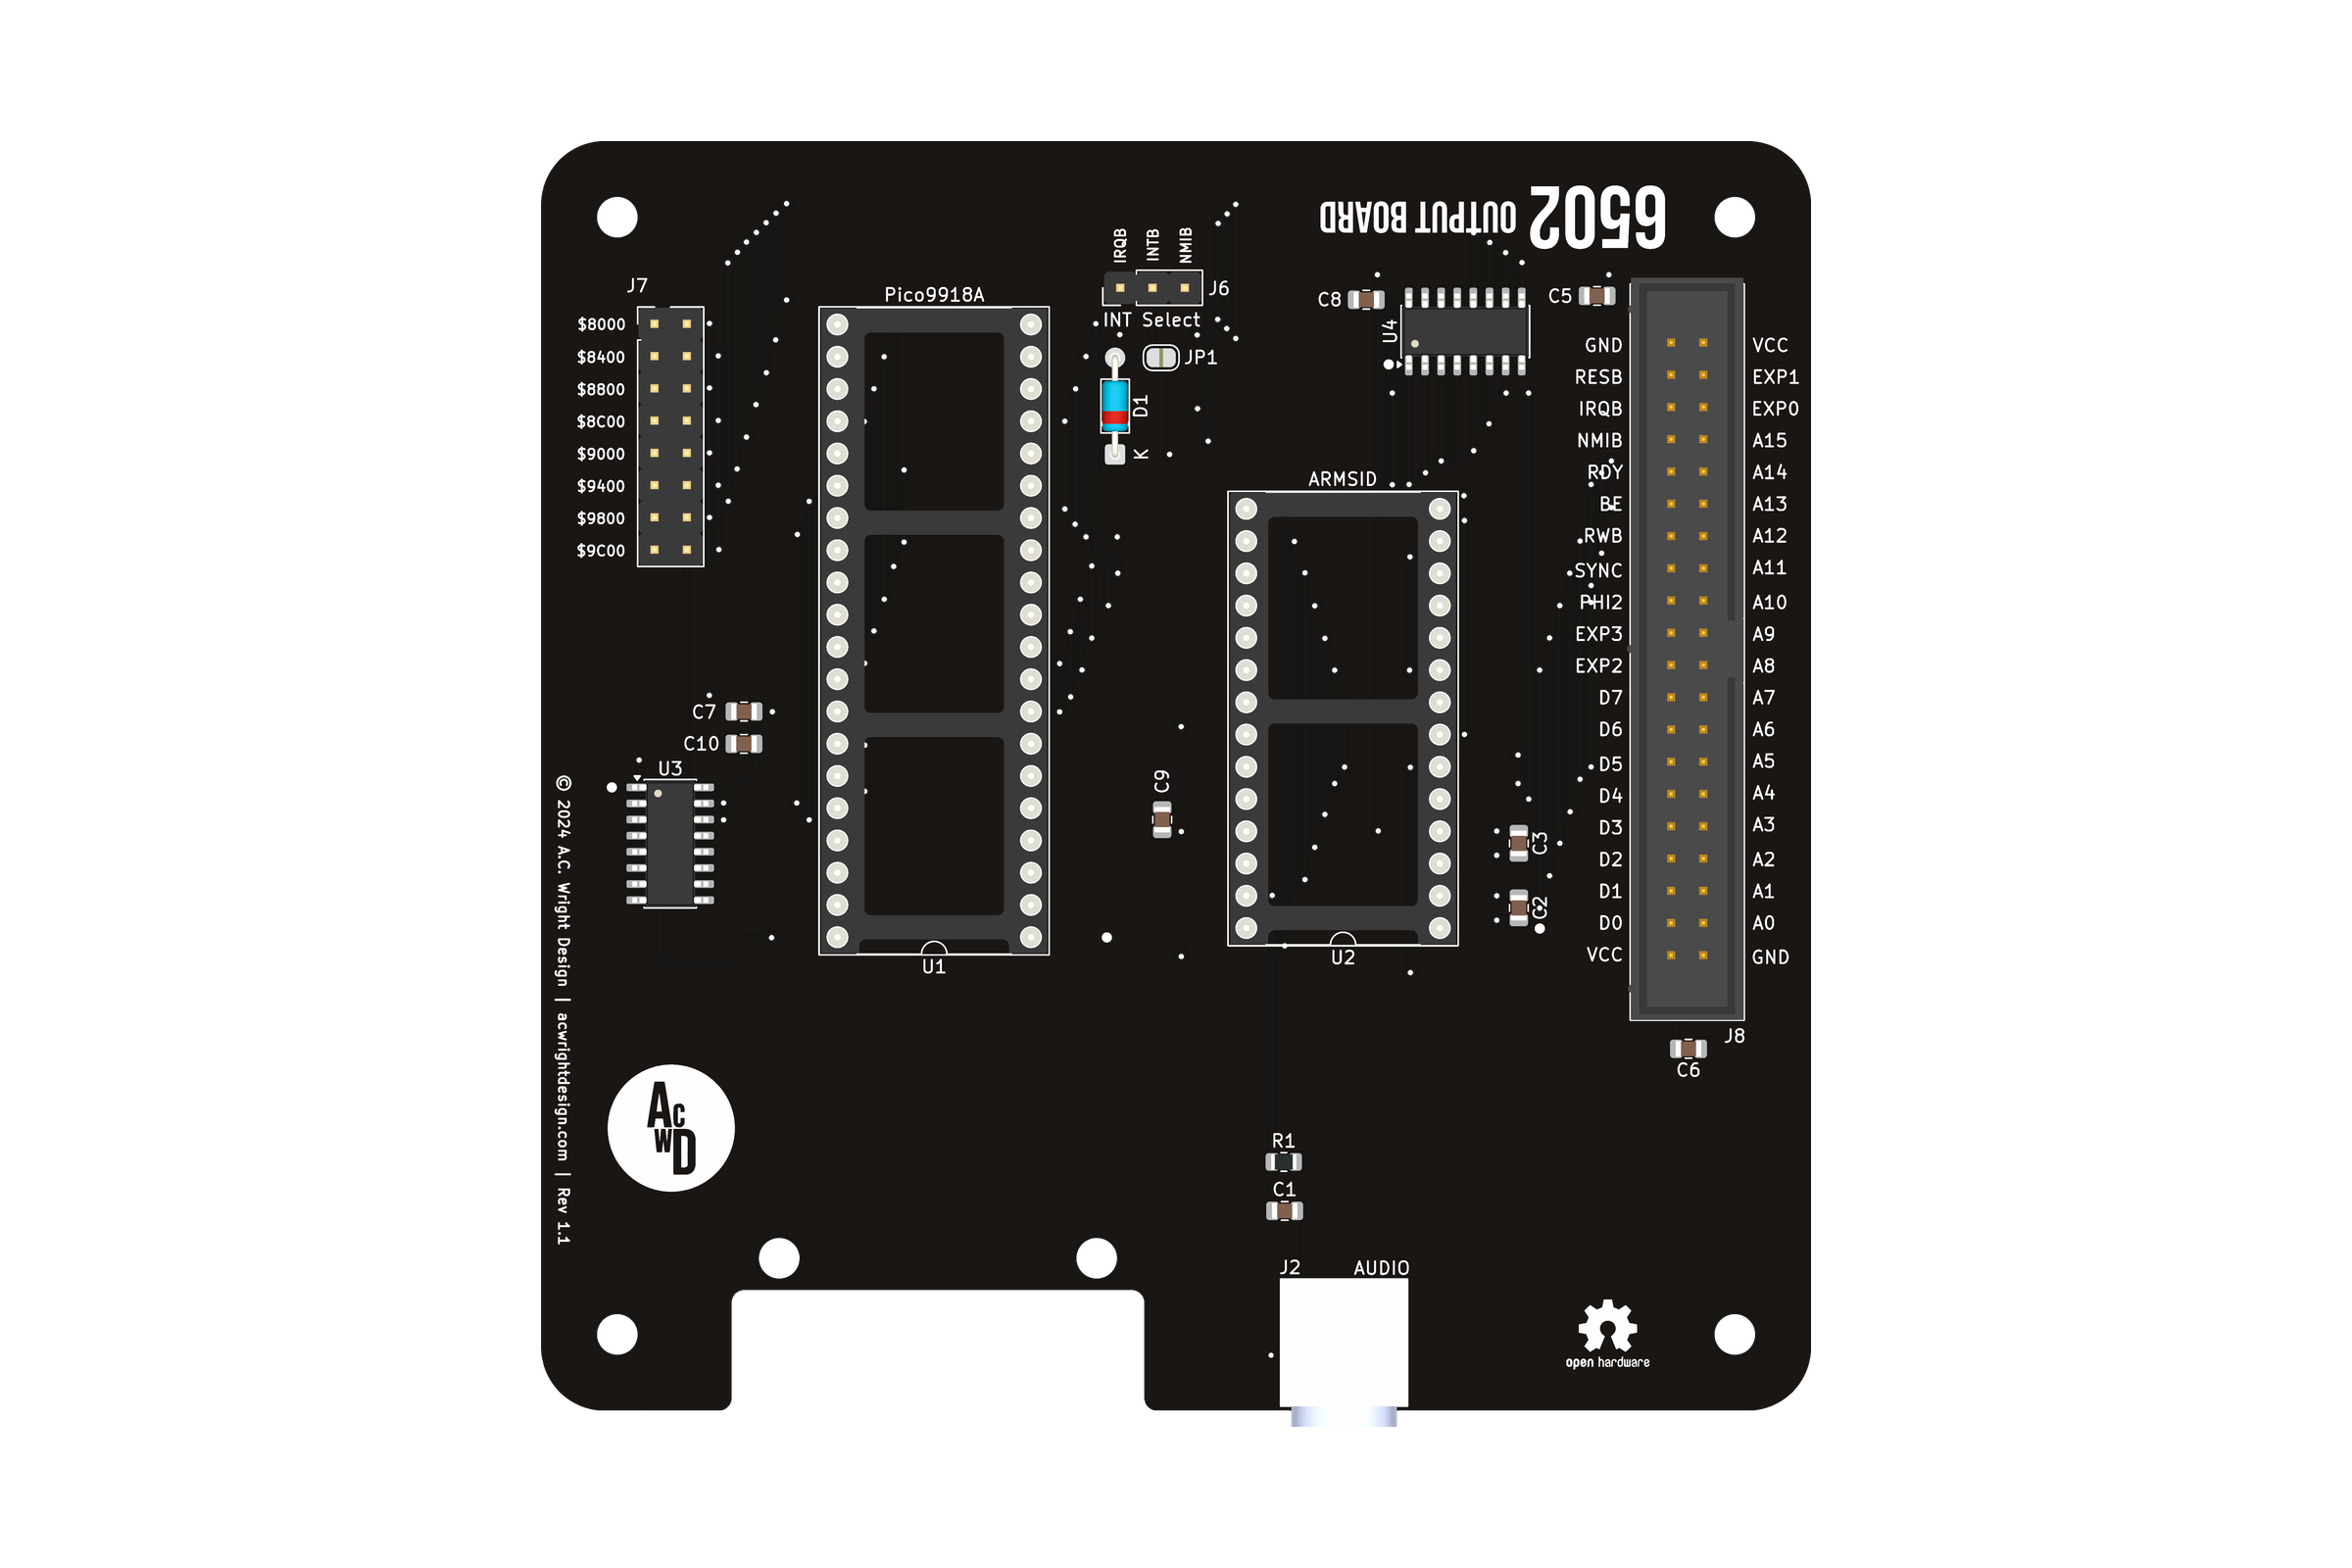 6502 OUTPUT BOARD
IRQB
INTB
NMIB
J6
INT Select
JP1
D1
K
J7
$8000
$8400
$8800
$8C00
$9000
$9400
$9800
$9C00
Pico9918A
U1
C8
U4
C5
ARMSID
U2
GND VCC
RESB EXP1
IRQB EXP0
NMIB A15
RDY A14
BE A13
RWB A12
SYNC A11
PHI2 A10
EXP3 A9
EXP2 A8
D7 A7
D6 A6
D5 A5
D4 A4
D3 A3
D2 A2
D1 A1
D0 A0
VCC GND
J8
C6
C7
C10
U3
C9
C3
C2
© 2024 A.C. Wright Design | acwrightdesign.com | Rev 1.1
ACWD
R1
C1
J2 AUDIO
open hardware